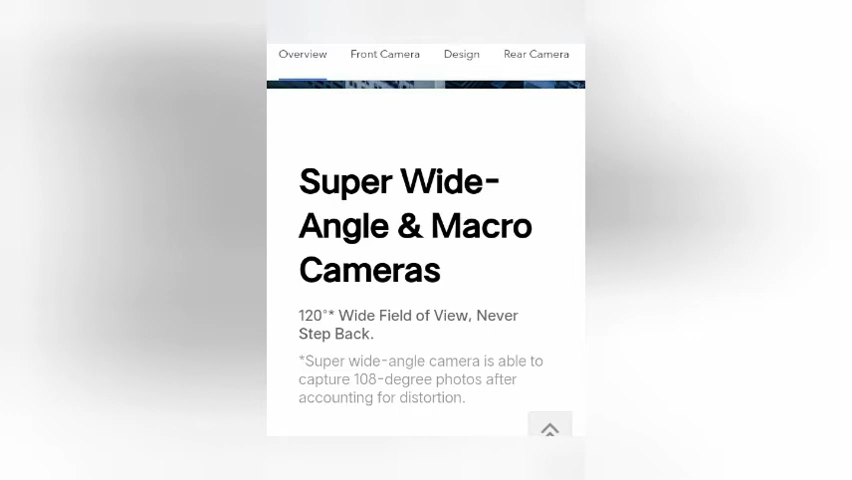 Overview Front Camera Design Rear Camera
Super Wide-
Angle & Macro
Cameras
120°* Wide Field of View, Never
Step Back.
*Super wide-angle camera is able to
capture 108-degree photos after
accounting for distortion.